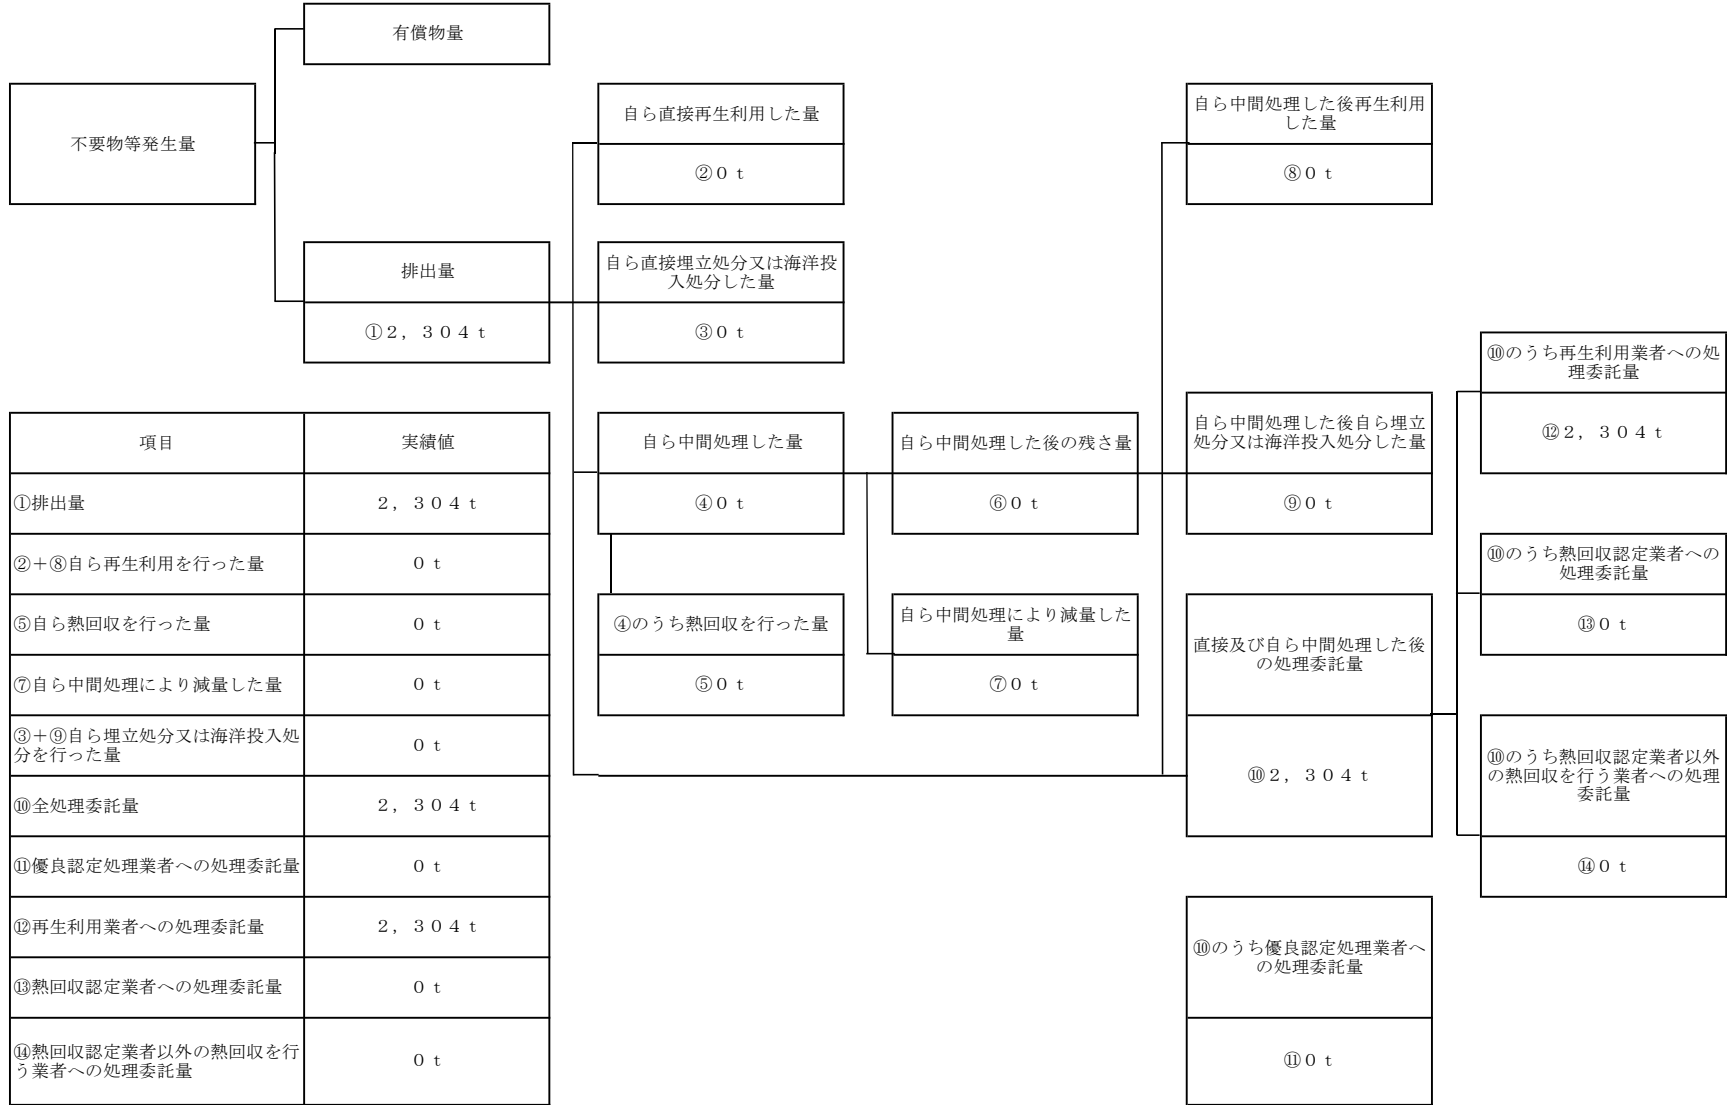 有償物量
不要物等発生量
自ら直接再生利用した量
②０ｔ
自ら中間処理した後再生利用
した量
⑧０ｔ
排出量
①２，３０４ｔ
自ら直接埋立処分又は海洋投
入処分した量
③０ｔ
⑩のうち再生利用業者への処
理委託量
⑫２，３０４ｔ
自ら中間処理した量
④０ｔ
自ら中間処理した後の残さ量
⑥０ｔ
自ら中間処理した後自ら埋立
処分又は海洋投入処分した量
⑨０ｔ
⑩のうち熱回収認定業者への
処理委託量
⑬０ｔ
④のうち熱回収を行った量
⑤０ｔ
自ら中間処理により減量した
量
⑦０ｔ
直接及び自ら中間処理した後
の処理委託量
⑩２，３０４ｔ
⑩のうち熱回収認定業者以外
の熱回収を行う業者への処理
委託量
⑭０ｔ
⑩のうち優良認定処理業者へ
の処理委託量
⑪０ｔ
項目 実績値
①排出量 ２，３０４ｔ
②＋⑧自ら再生利用を行った量 ０ｔ
⑤自ら熱回収を行った量 ０ｔ
⑦自ら中間処理により減量した量 ０ｔ
③＋⑨自ら埋立処分又は海洋投入処
分を行った量 ０ｔ
⑩全処理委託量 ２，３０４ｔ
⑪優良認定処理業者への処理委託量 ０ｔ
⑫再生利用業者への処理委託量 ２，３０４ｔ
⑬熱回収認定業者への処理委託量 ０ｔ
⑭熱回収認定業者以外の熱回収を行
う業者への処理委託量 ０ｔ